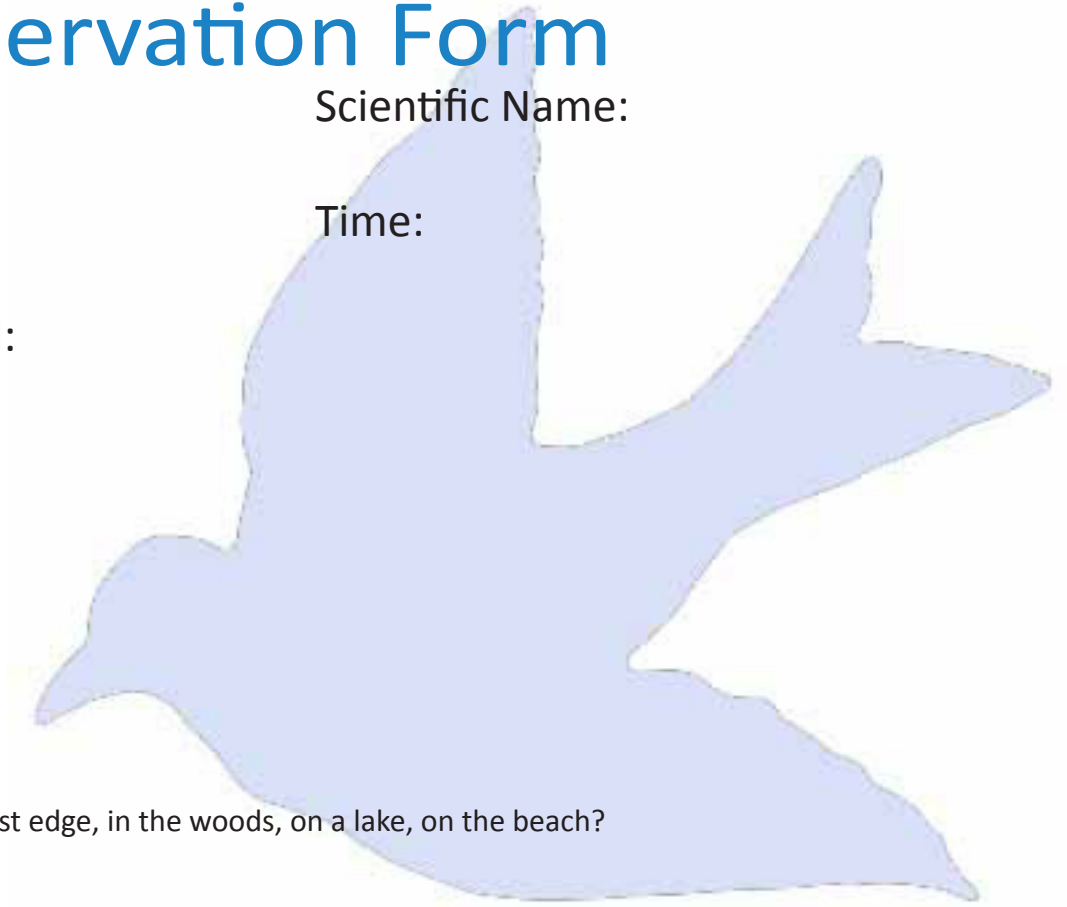 ervation Form
Scientific Name:
Time:
:
st edge, in the woods, on a lake, on the beach?